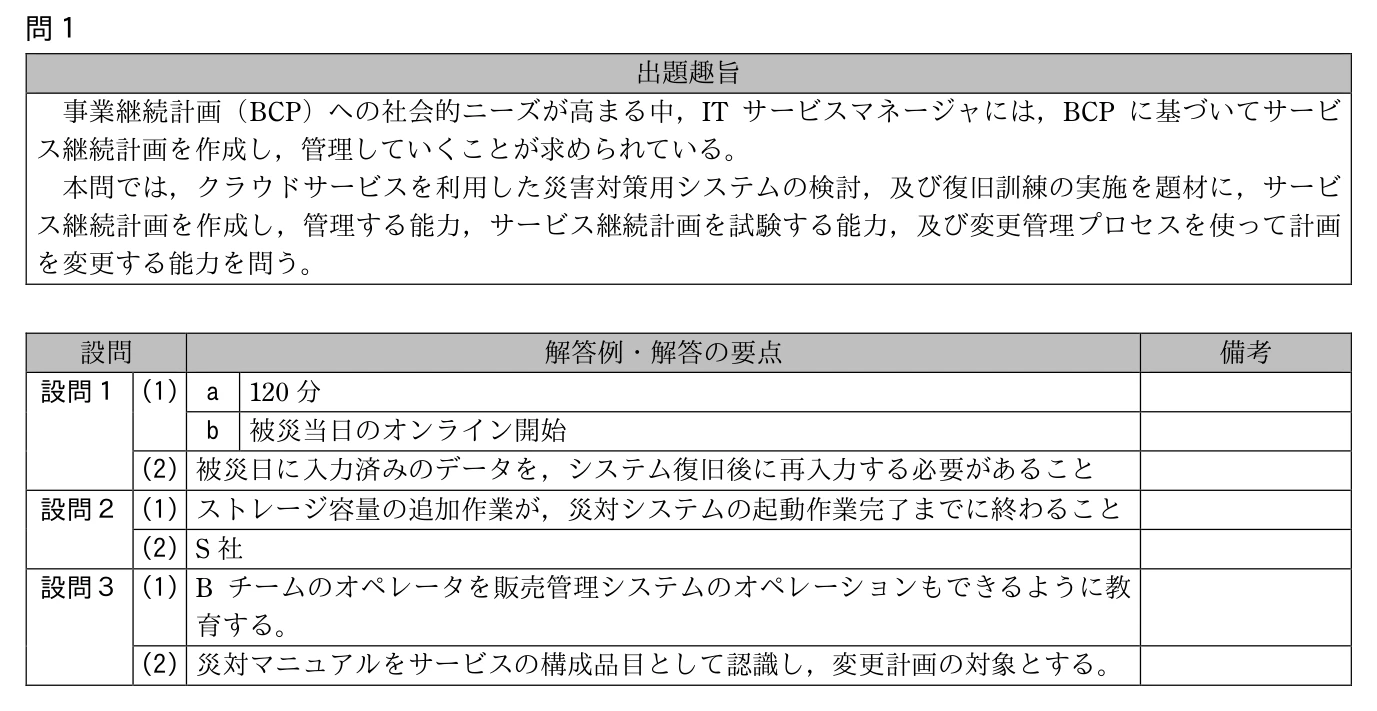 問1
出題趣旨
事業継続計画（BCP）への社会的ニーズが高まる中，IT サービスマネージャには，BCP に基づいてサービ
ス継続計画を作成し，管理していくことが求められている。
本問では，クラウドサービスを利用した災害対策用システムの検討，及び復旧訓練の実施を題材に，サービ
ス継続計画を作成し，管理する能力，サービス継続計画を試験する能力，及び変更管理プロセスを使って計画
を変更する能力を問う。
設問 解答例・解答の要点 備考
設問1 (1) a 120 分
b 被災当日のオンライン開始
(2) 被災日に入力済みのデータを，システム復旧後に再入力する必要があること
設問2 (1) ストレージ容量の追加作業が，災対システムの起動作業完了までに終わること
(2) S 社
設問3 (1) B チームのオペレータを販売管理システムのオペレーションもできるように教
育する。
(2) 災対マニュアルをサービスの構成品目として認識し，変更計画の対象とする。